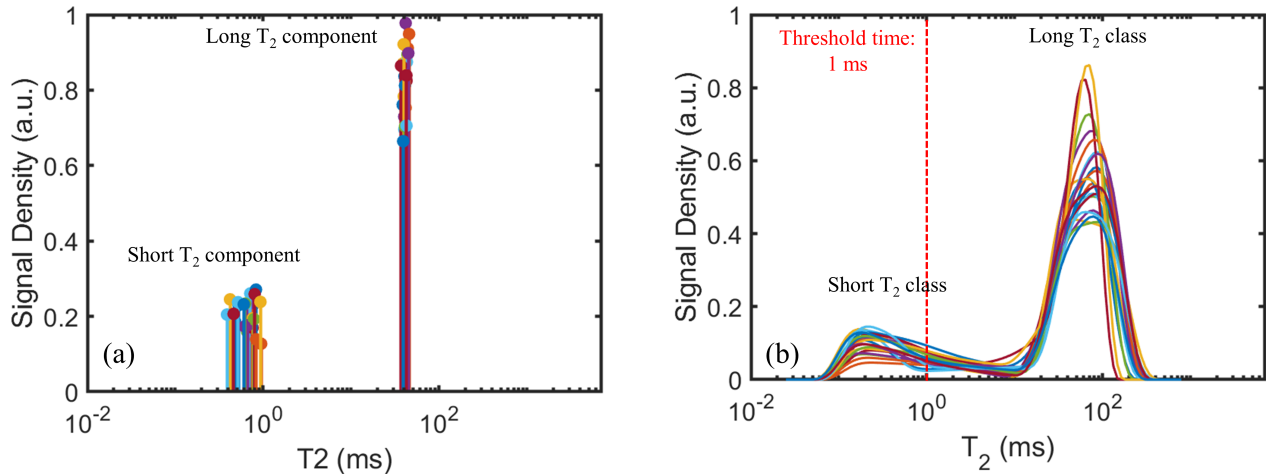 1
0.8
0.6
0.4
0.2
0
Signal Density (a.u.)
Long T₂ component
Short T₂ component
(a)
10⁻² 10⁰ 10²
T2 (ms)
1
0.8
0.6
0.4
0.2
0
Signal Density (a.u.)
Threshold time:
1 ms
Long T₂ class
Short T₂ class
(b)
10⁻² 10⁰ 10²
T₂ (ms)